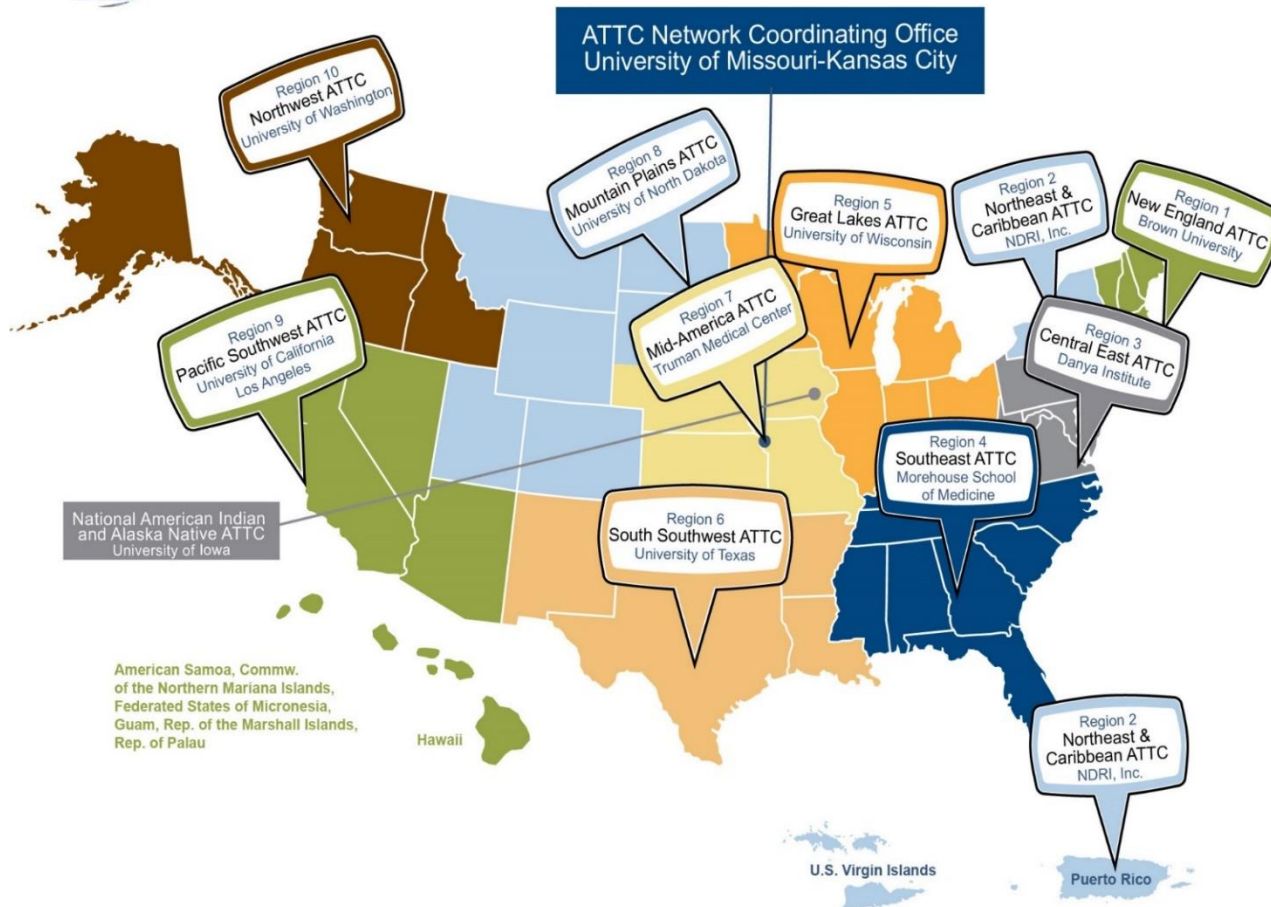 ATTC Network Coordinating Office
University of Missouri-Kansas City
Region 10
Northwest ATTC
University of Washington
Region 8
Mountain Plains ATTC
University of North Dakota
Region 5
Great Lakes ATTC
University of Wisconsin
Region 2
Northeast &
Caribbean ATTC
NDRI, Inc.
Region 1
New England ATTC
Brown University
Region 9
Pacific Southwest ATTC
University of California
Los Angeles
Region 7
Mid-America ATTC
Truman Medical Center
Region 3
Central East ATTC
Danya Institute
Region 4
Southeast ATTC
Morehouse School
of Medicine
National American Indian
and Alaska Native ATTC
University of Iowa
Region 6
South Southwest ATTC
University of Texas
American Samoa, Commw.
of the Northern Mariana Islands,
Federated States of Micronesia,
Guam, Rep. of the Marshall Islands,
Rep. of Palau
Hawaii
Region 2
Northeast &
Caribbean ATTC
NDRI, Inc.
U.S. Virgin Islands
Puerto Rico